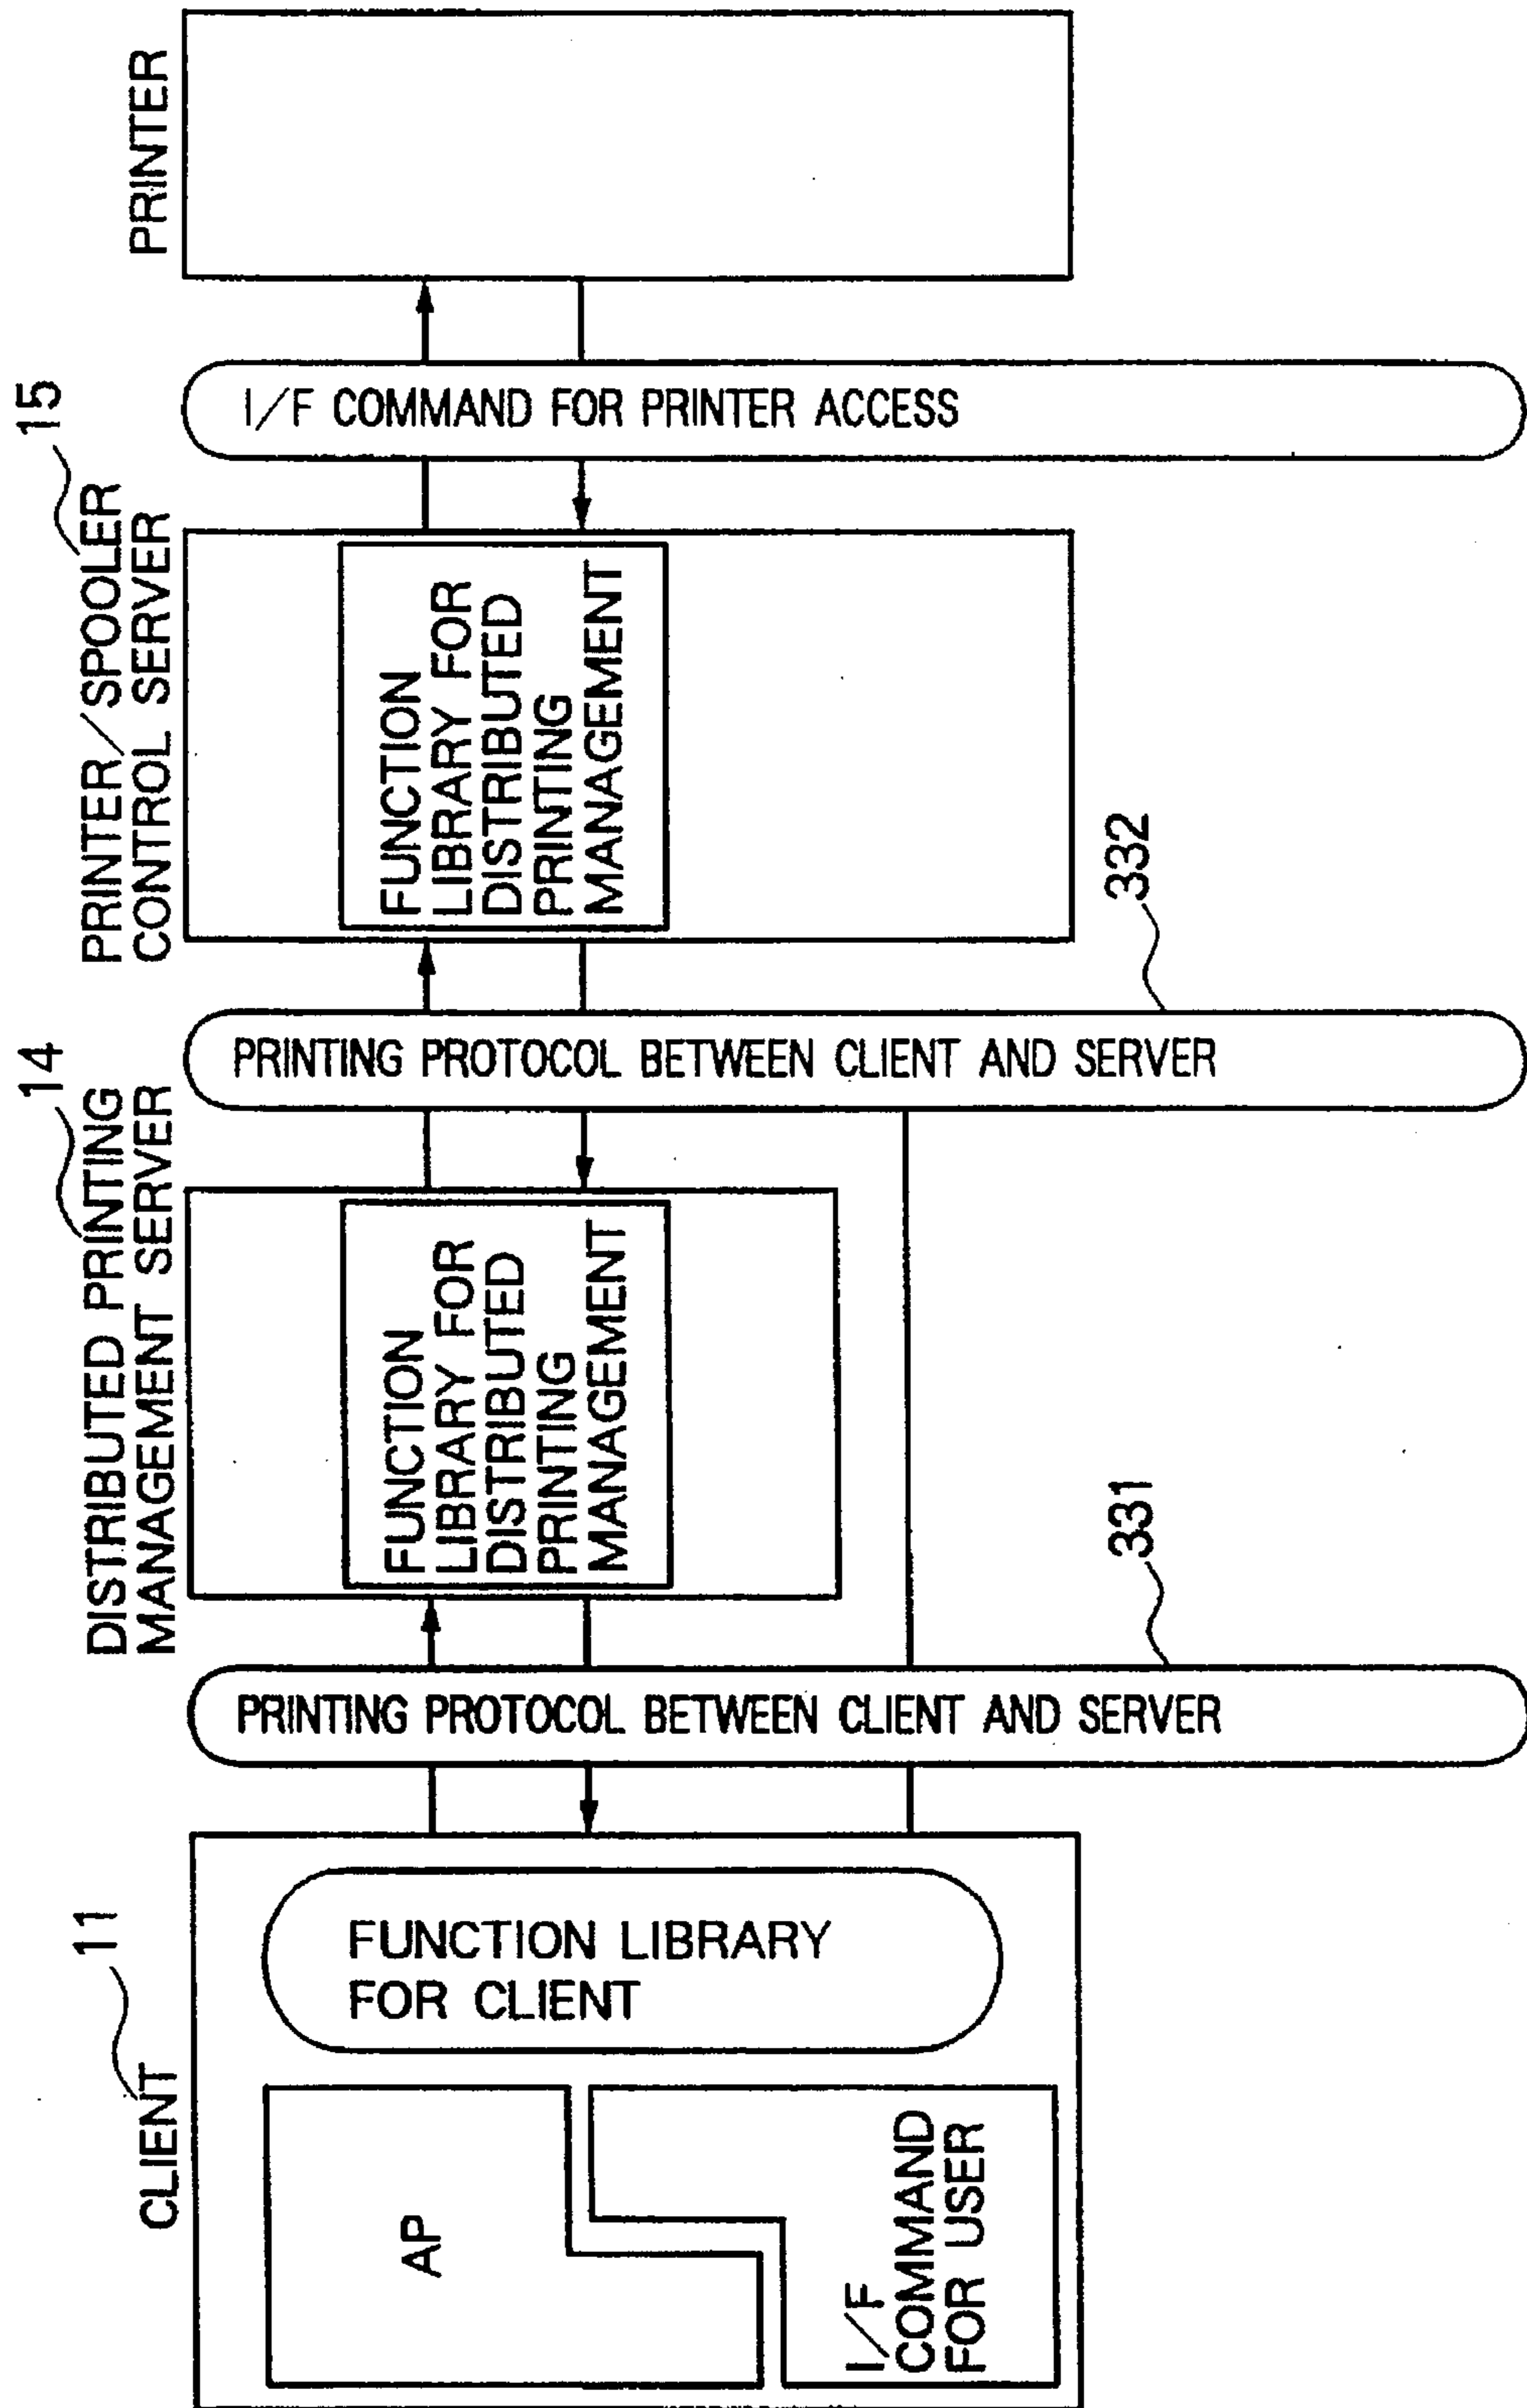 CLIENT
11
AP
I/F
COMMAND
FOR USER
FUNCTION LIBRARY
FOR CLIENT
PRINTING PROTOCOL BETWEEN CLIENT AND SERVER
331
DISTRIBUTED PRINTING
MANAGEMENT SERVER
14
FUNCTION
LIBRARY FOR
DISTRIBUTED
PRINTING
MANAGEMENT
PRINTING PROTOCOL BETWEEN CLIENT AND SERVER
332
PRINTER/SPOOLER
CONTROL SERVER
15
FUNCTION
LIBRARY FOR
DISTRIBUTED
PRINTING
MANAGEMENT
I/F COMMAND FOR PRINTER ACCESS
PRINTER